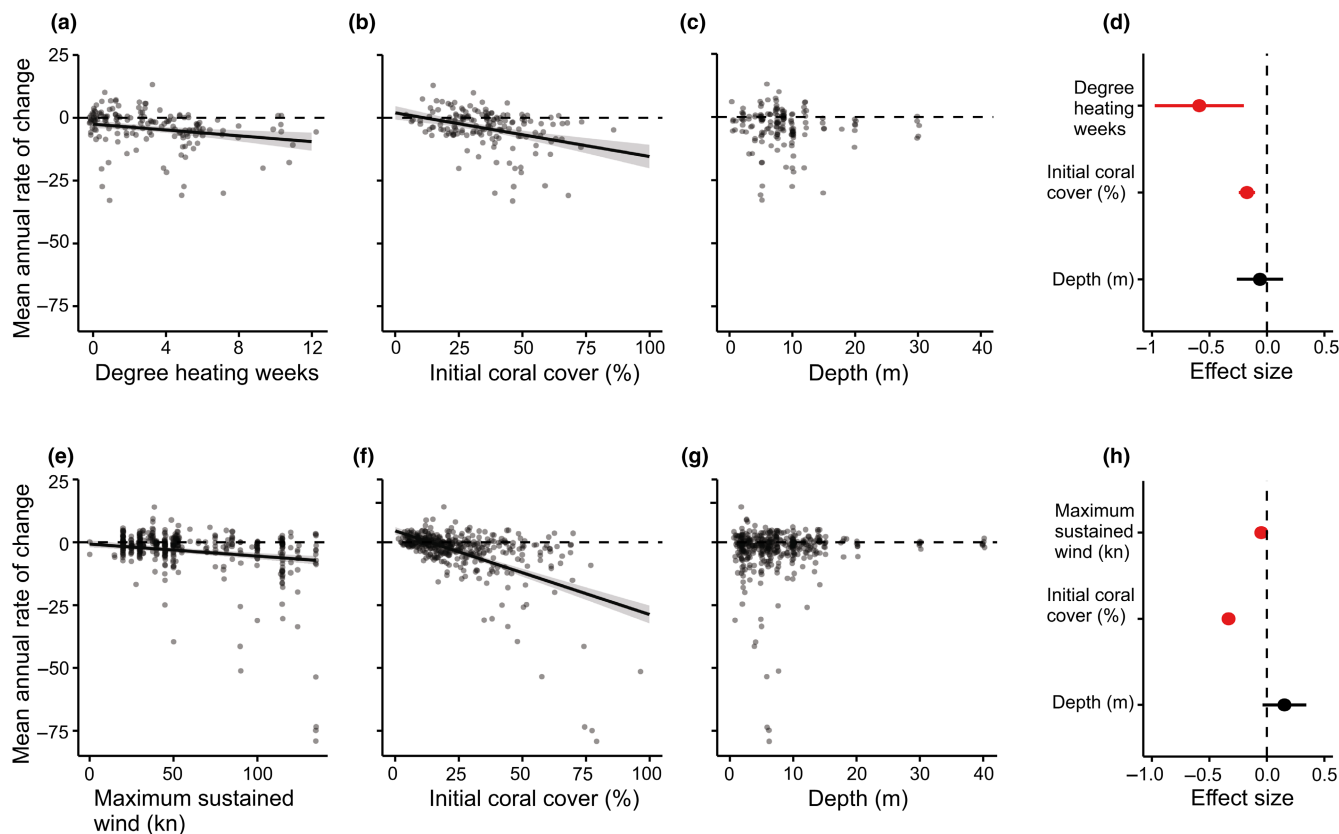 (a)
(b)
(c)
(d)
Mean annual rate of change
25
0
−25
−50
−75
0
4
8
12
Degree heating weeks
0
25
50
75
100
Initial coral cover (%)
0
10
20
30
40
Depth (m)
Degree
heating
weeks
Initial coral
cover (%)
Depth (m)
−1
−0.5
0.0
0.5
Effect size
(e)
(f)
(g)
(h)
Mean annual rate of change
25
0
−25
−50
−75
0
50
100
Maximum sustained
wind (kn)
0
25
50
75
100
Initial coral cover (%)
0
10
20
30
40
Depth (m)
Maximum
sustained
wind (kn)
Initial coral
cover (%)
Depth (m)
−1.0
−0.5
0.0
0.5
Effect size